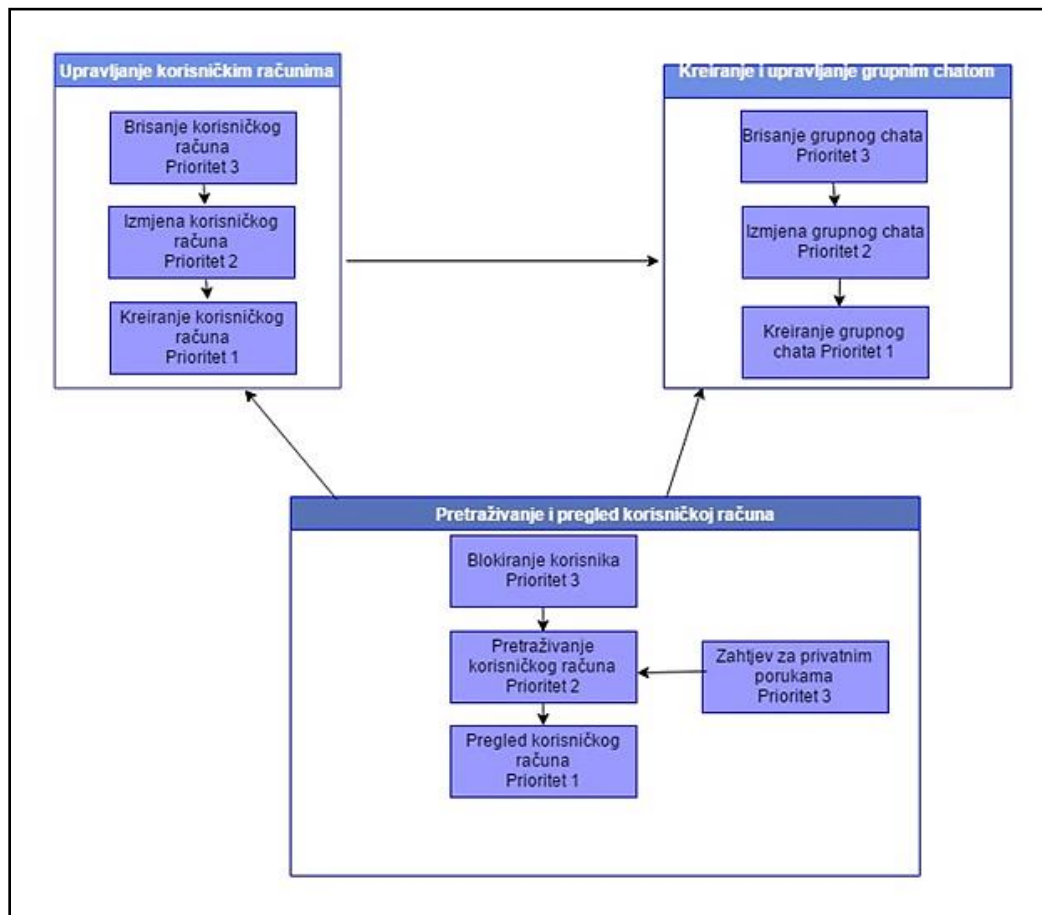 Upravljanje korisničkim računima
Brisanje korisničkog
računa
Prioritet 3
Izmjena korisničkog
računa
Prioritet 2
Kreiranje korisničkog
računa
Prioritet 1
Kreiranje i upravljanje grupnim chatom
Brisanje grupnog chata
Prioritet 3
Izmjena grupnog chata
Prioritet 2
Kreiranje grupnog
chata Prioritet 1
Pretraživanje i pregled korisničkoj računa
Blokiranje korisnika
Prioritet 3
Pretraživanje
korisničkog računa
Prioritet 2
Zahtjev za privatnim
porukama
Prioritet 3
Pregled korisničkog
računa
Prioritet 1